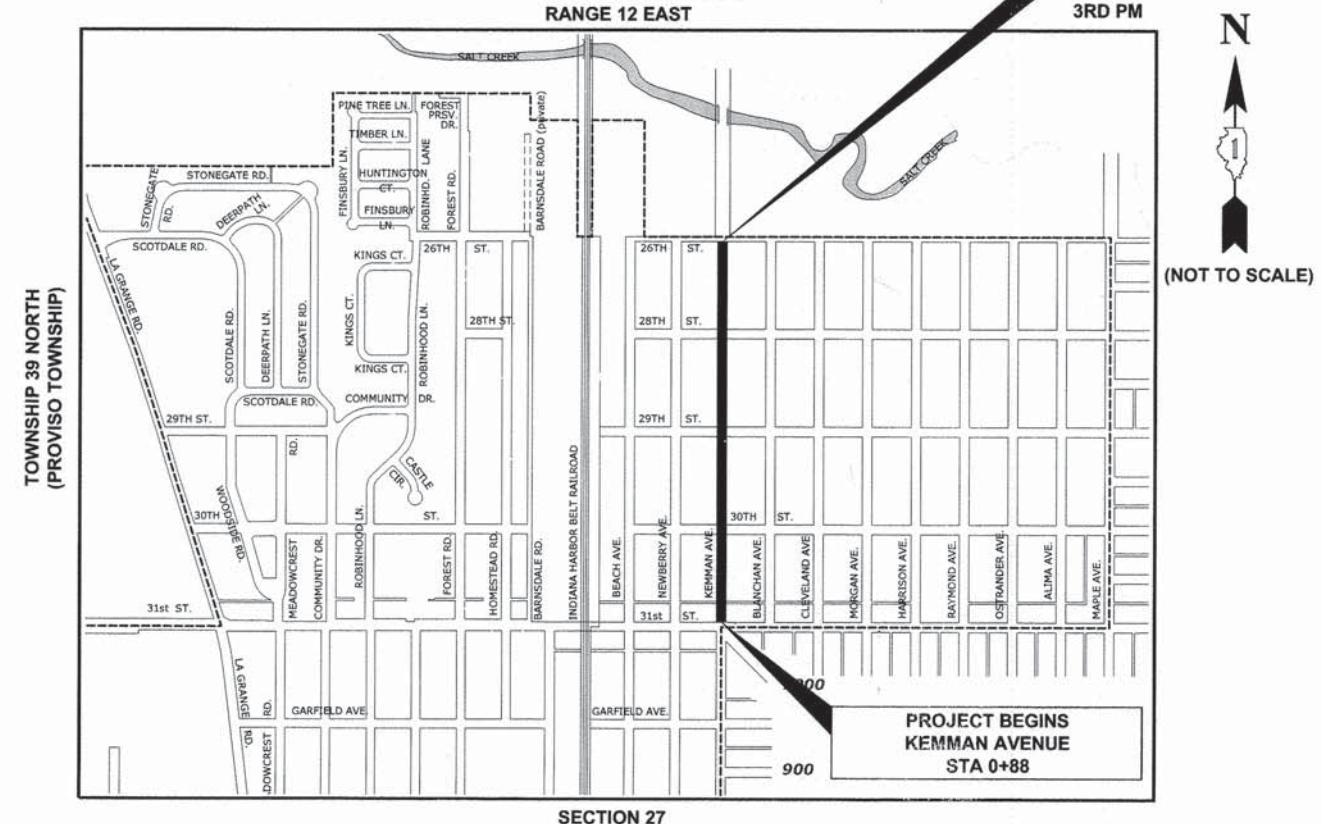 RANGE 12 EAST
3RD PM
N
1
(NOT TO SCALE)
TOWNSHIP 39 NORTH
(PROVISO TOWNSHIP)
SALT CREEK
SALT CREEK
PINE TREE LN.
FOREST
PRSV.
DR.
TIMBER LN.
FINSBURY LN.
HUNTINGTON
CT.
FINSBURY
LN.
ROBINHD. LANE
FOREST RD.
BARNSDALE ROAD (private)
STONEGATE RD.
STONEGATE
RD.
DEERPATH
LN.
SCOTDALE RD.
LA GRANGE RD.
KINGS CT.
26TH
ST.
26TH
ST.
SCOTDALE RD.
DEERPATH LN.
STONEGATE RD.
KINGS CT.
ROBINHOOD LN.
28TH ST.
28TH
ST.
KINGS CT.
SCOTDALE RD.
COMMUNITY
DR.
29TH ST.
29TH
ST.
RD.
CASTLE
CIR.
INDIANA HARBOR BELT RAILROAD
30TH
WOODSIDE RD.
ST.
30TH
ST.
MEADOWCREST
COMMUNITY DR.
ROBINHOOD LN.
FOREST RD.
HOMESTEAD RD.
BARNSDALE RD.
BEACH AVE.
NEWBERRY AVE.
KEMMAN AVE.
BLANCHAN AVE.
CLEVELAND AVE
MORGAN AVE.
HARRISON AVE.
RAYMOND AVE.
OSTRANDER AVE.
ALIMA AVE.
MAPLE AVE.
31st ST.
31st
ST.
LA GRANGE
RD.
RD.
GARFIELD AVE.
GARFIELD AVE.
DOWCREST
900
PROJECT BEGINS
KEMMAN AVENUE
STA 0+88
SECTION 27